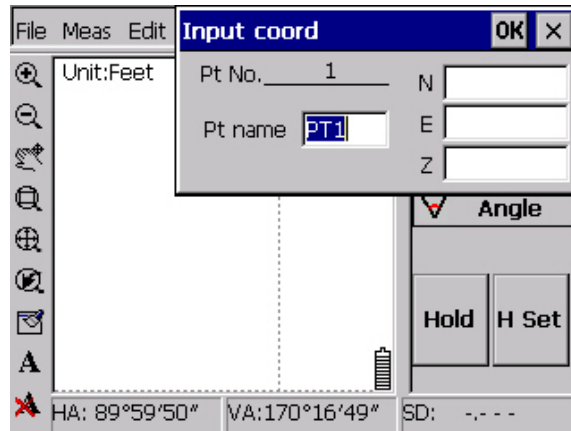 File Meas Edit
Input coord OK ×
Unit:Feet
Pt No. 1
Pt name PT1
N
E
Z
Angle
Hold H Set
A
A
HA: 89°59'50" VA:170°16'49" SD: -.- - -